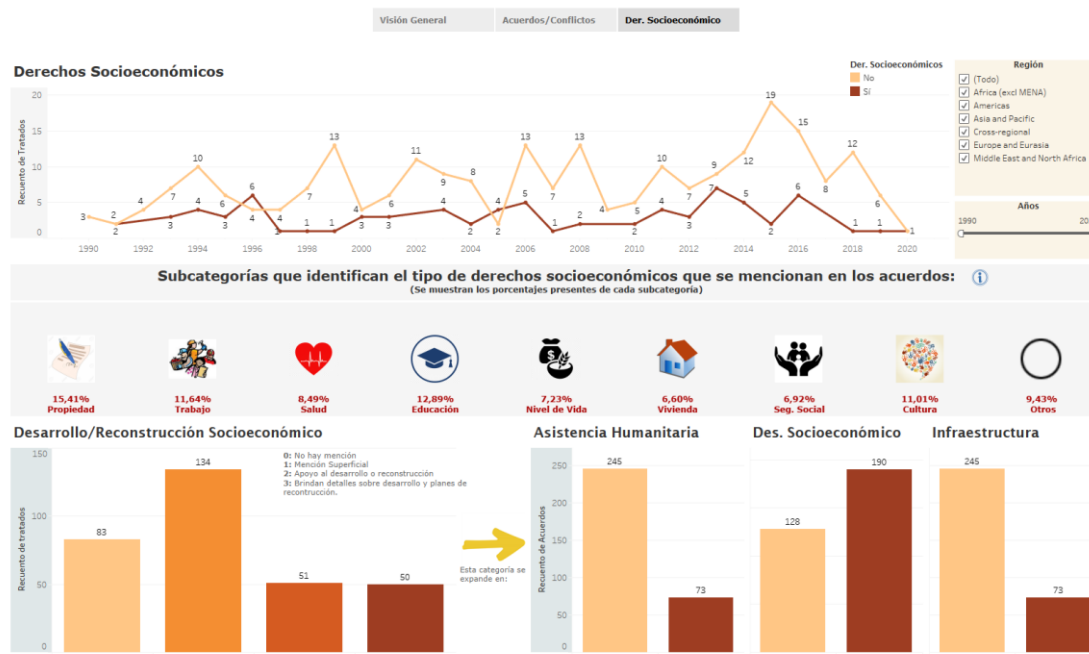 Visión General
Acuerdos/Conflictos
Der. Socioeconómico
Derechos Socioeconómicos
Der. Socioeconómicos
No
Sí
Región
(Todo)
Africa (excl MENA)
Americas
Asia and Pacific
Cross-regional
Europe and Eurasia
Middle East and North Africa
Años
1990
20
Recuento de Tratados
20
15
10
5
0
3
2
4
7
10
6
4
4
7
13
4
6
11
9
8
2
13
7
13
4
5
10
7
9
12
19
15
8
12
6
1
2
3
4
3
6
1
1
1
3
3
4
2
4
5
1
2
2
4
3
7
5
2
6
1
1
1990
1992
1994
1996
1998
2000
2002
2004
2006
2008
2010
2012
2014
2016
2018
2020
Subcategorías que identifican el tipo de derechos socioeconómicos que se mencionan en los acuerdos:
(Se muestran los porcentajes presentes de cada subcategoría)
15,41%
Propiedad
11,64%
Trabajo
8,49%
Salud
12,89%
Educación
7,23%
Nivel de Vida
6,60%
Vivienda
6,92%
Seg. Social
11,01%
Cultura
9,43%
Otros
Desarrollo/Reconstrucción Socioeconómico
Recuento de tratados
150
100
50
0
83
134
51
50
0: No hay mención
1: Mención Superficial
2: Apoyo al desarrollo o reconstrucción
3: Brindan detalles sobre desarrollo y planes de
recontrucción.
Esta categoría se
expande en:
Asistencia Humanitaria
Des. Socioeconómico
Infraestructura
Recuento de Acuerdos
250
200
150
100
50
0
245
73
128
190
245
73